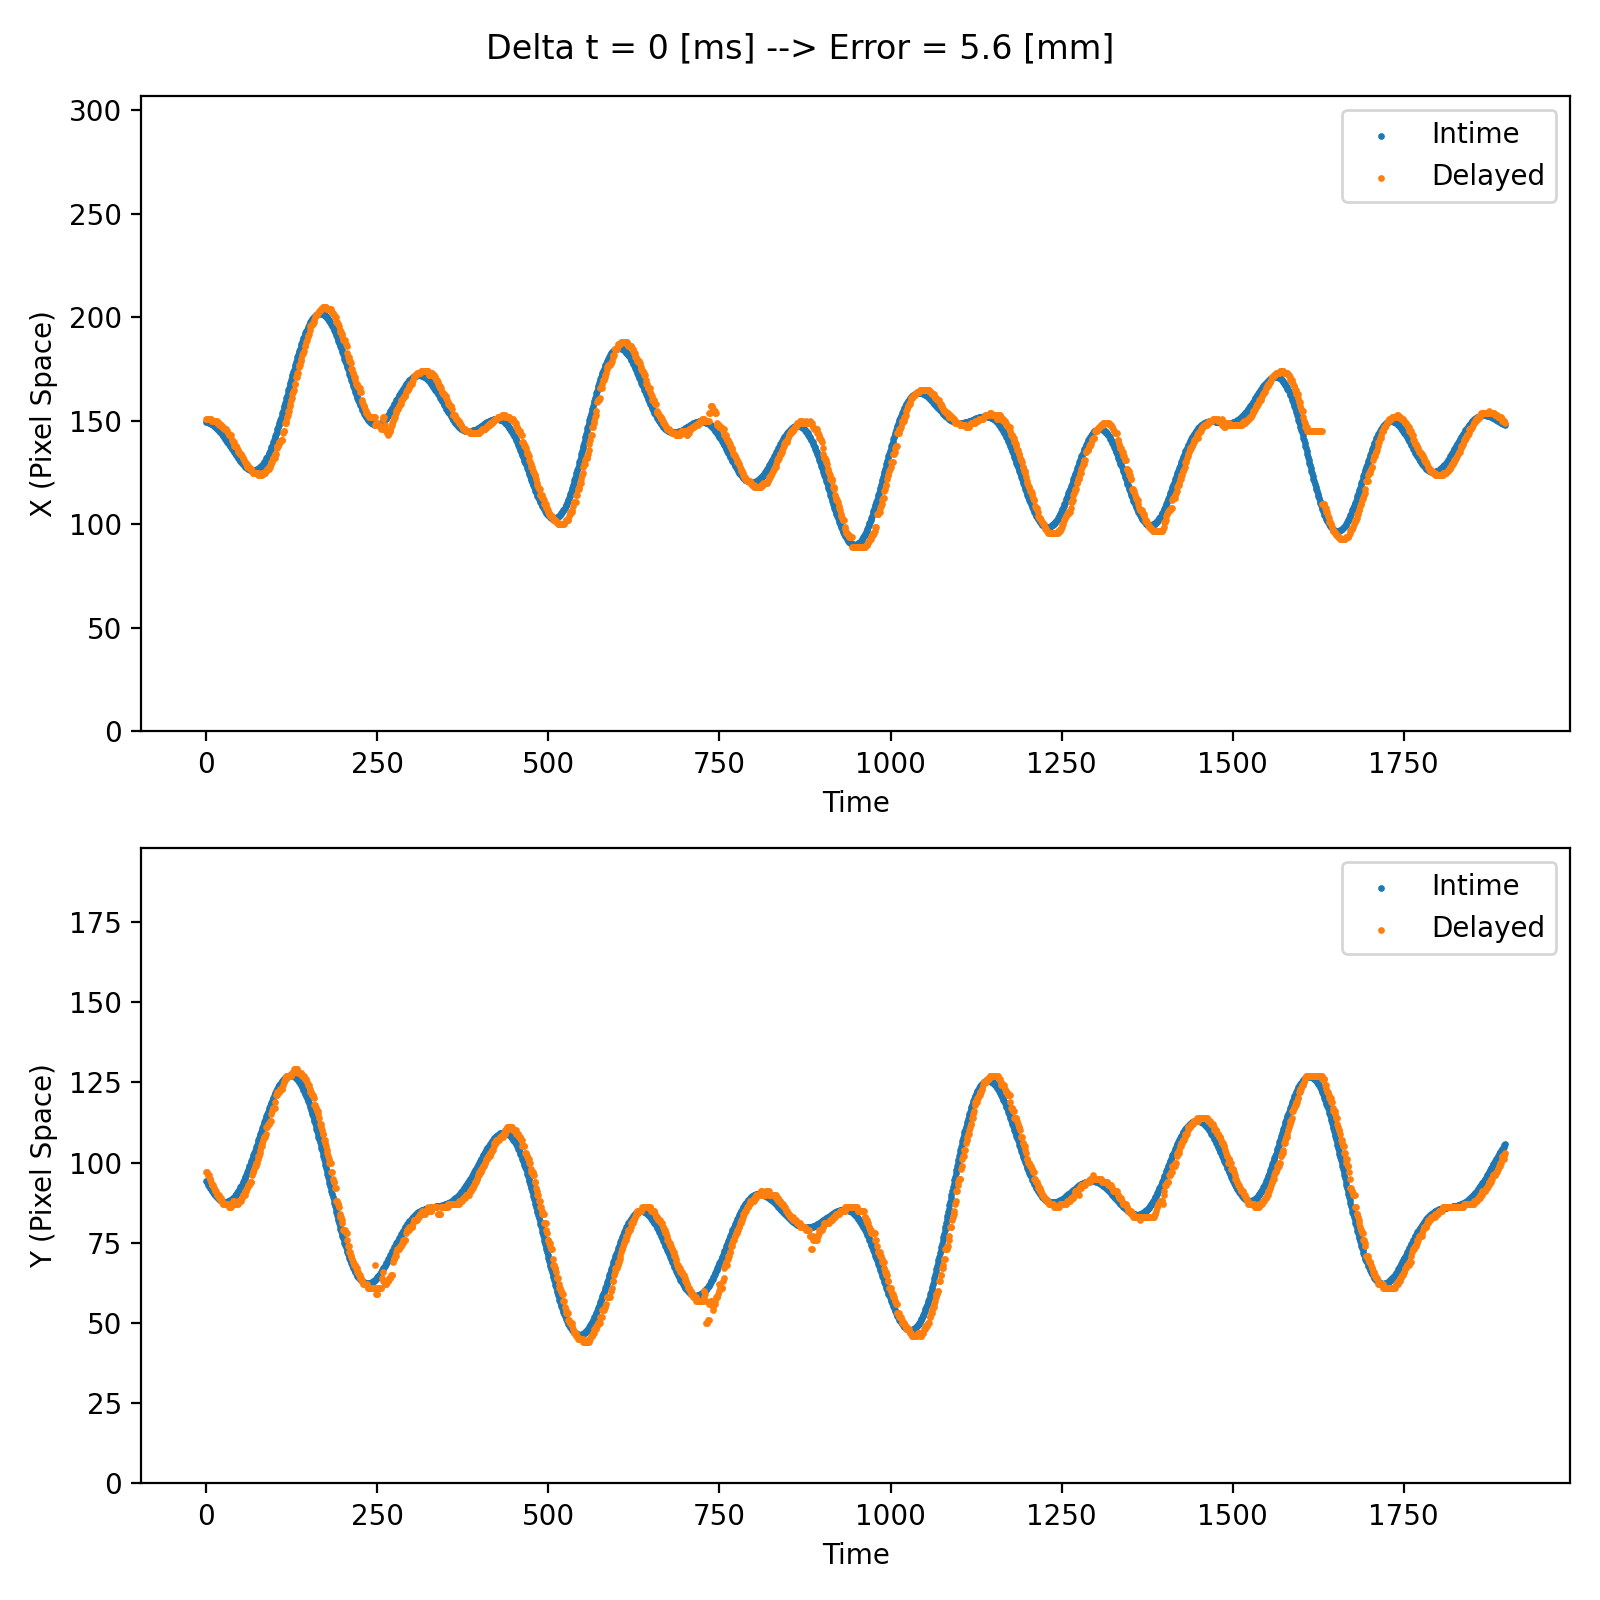 Delta t = 0 [ms] --> Error = 5.6 [mm]
300
250
200
150
100
50
0
X (Pixel Space)
Intime
Delayed
0 250 500 750 1000 1250 1500 1750
Time
175
150
125
100
75
50
25
0
Y (Pixel Space)
Intime
Delayed
0 250 500 750 1000 1250 1500 1750
Time